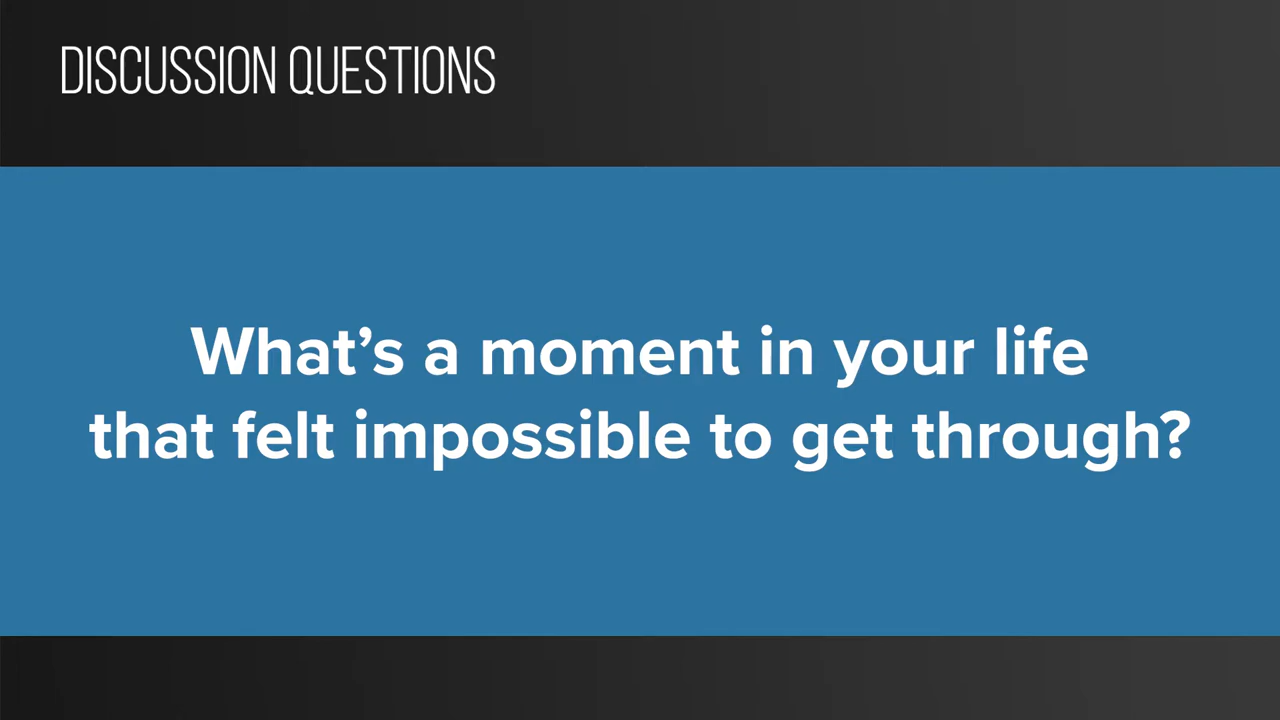 DISCUSSION QUESTIONS
What’s a moment in your life
that felt impossible to get through?